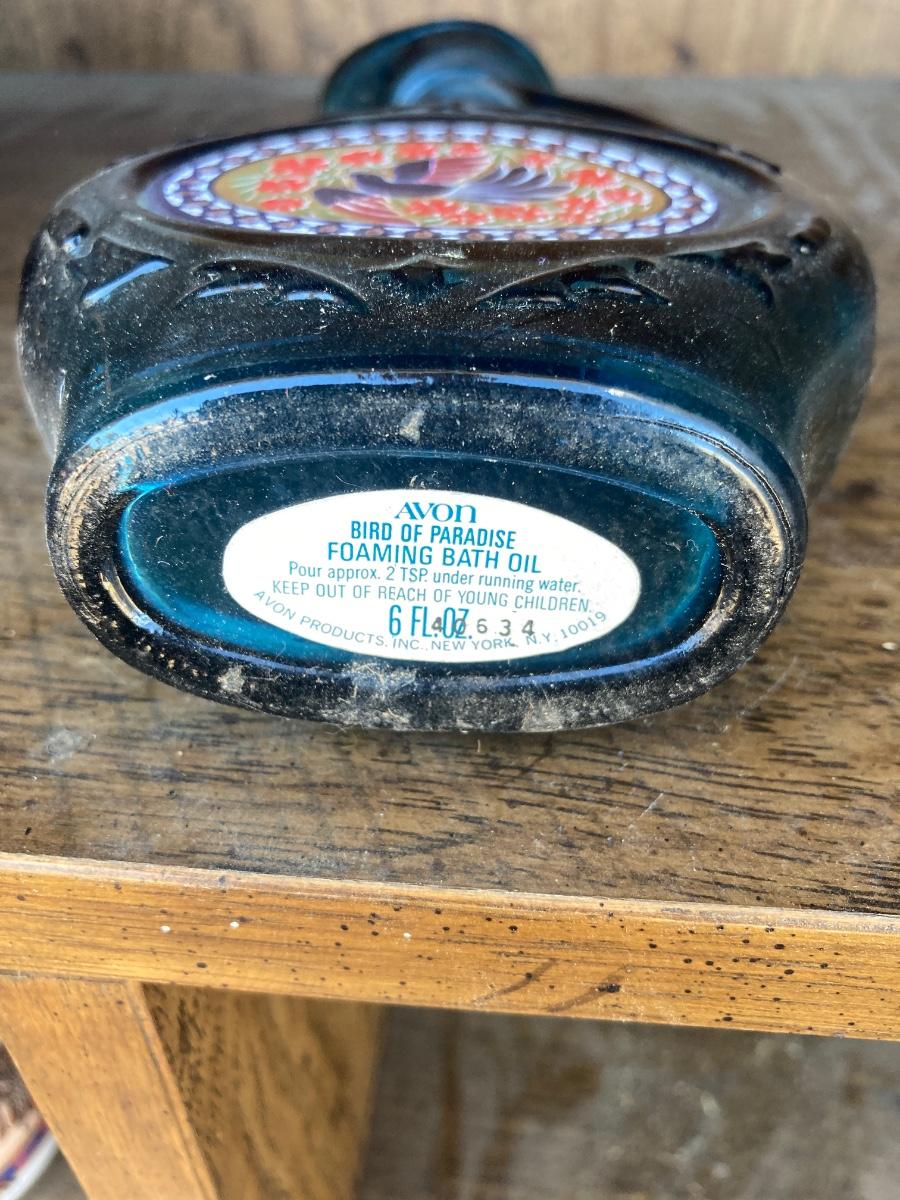 AVON
BIRD OF PARADISE
FOAMING BATH OIL
Pour approx. 2 TSP. under running water.
KEEP OUT OF REACH OF YOUNG CHILDREN.
6 FL. OZ.
40634
AVON PRODUCTS, INC., NEW YORK, N.Y. 10019